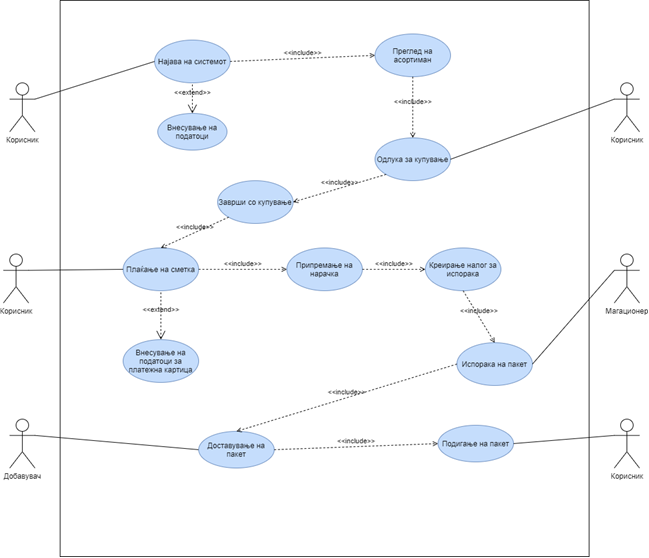 Најава на системот
<<include>>
Преглед на
асортиман
<<extend>>
<<include>>
Внесување на
податоци
Корисник
Корисник
Одлука за купување
<<include>>
Заврши со купување
<<include>>
Плаќање на сметка
<<include>>
Припремање на
нарачка
<<include>>
Креирање налог за
испорака
Корисник
Магационер
<<extend>>
<<include>>
Внесување на
податоци за
платежна картица
Испорака на пакет
<<include>>
Доставување на
пакет
<<include>>
Подигање на пакет
Добавувач
Корисник